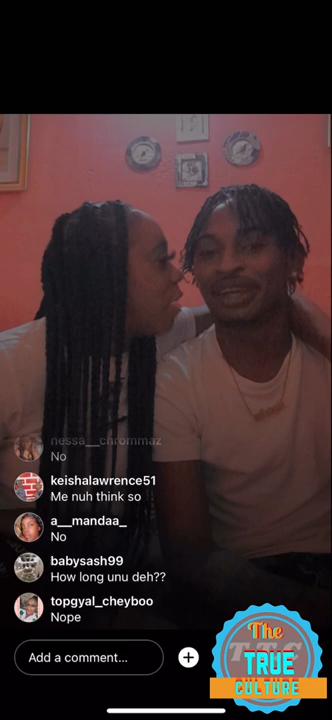 nessa__chrommaz
No
keishalawrence51
Me nuh think so
a__mandaa_
No
babysash99
How long unu deh??
topgyal_cheyboo
Nope
Add a comment...
The
TTC
TRUE
CULTURE